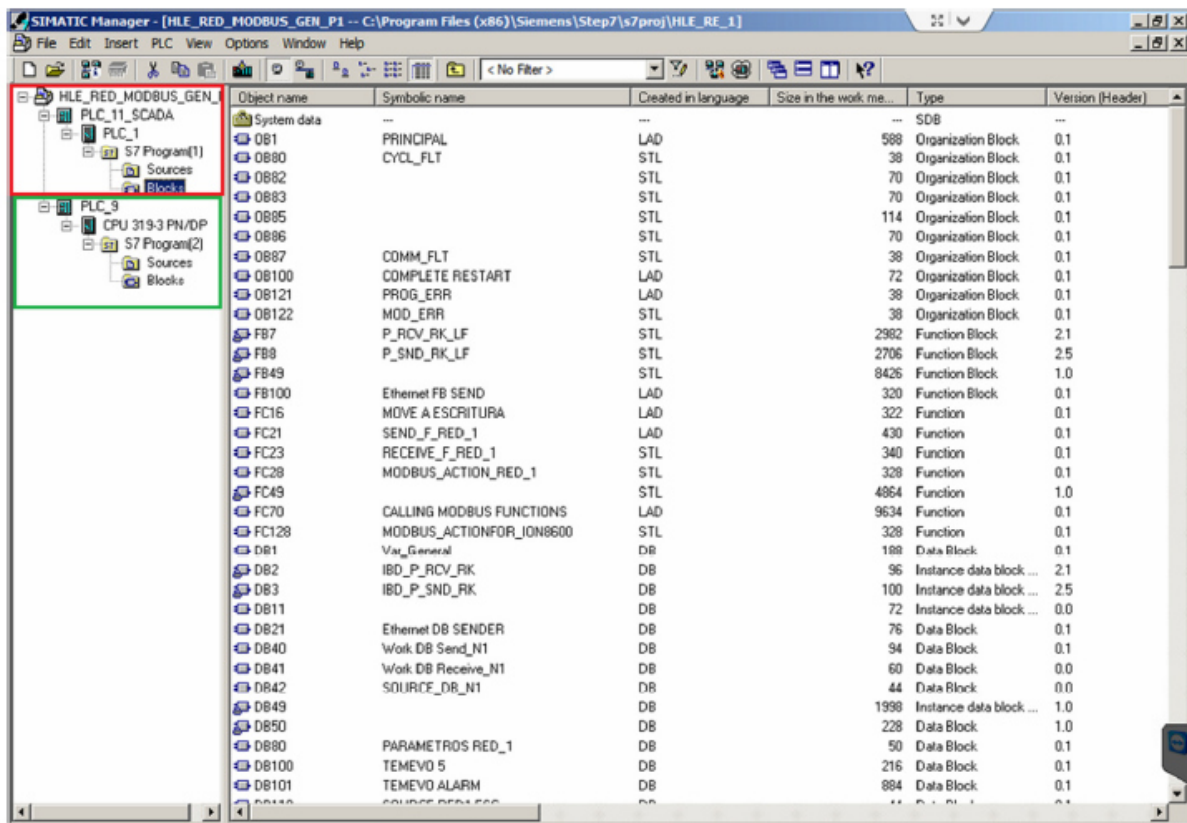 SIMATIC Manager - [HLE_RED_MODBUS_GEN_P1 -- C:\Program Files (x86)\Siemens\Step7\s7proj\HLE_RE_1]
File Edit Insert PLC View Options Window Help
< No Filter >
HLE_RED_MODBUS_GEN_
PLC_11_SCADA
PLC_1
S7 Program(1)
Sources
Blocks
PLC_9
CPU 319-3 PN/DP
S7 Program(2)
Sources
Blocks
Object name Symbolic name Created in language Size in the work me... Type Version (Header)
System data --- --- --- SDB ---
OB1 PRINCIPAL LAD 588 Organization Block 0.1
OB80 CYCL_FLT STL 38 Organization Block 0.1
OB82 STL 70 Organization Block 0.1
OB83 STL 70 Organization Block 0.1
OB85 STL 114 Organization Block 0.1
OB86 STL 70 Organization Block 0.1
OB87 COMM_FLT STL 38 Organization Block 0.1
OB100 COMPLETE RESTART LAD 72 Organization Block 0.1
OB121 PROG_ERR LAD 38 Organization Block 0.1
OB122 MOD_ERR STL 38 Organization Block 0.1
FB7 P_RCV_RK_LF STL 2982 Function Block 2.1
FB8 P_SND_RK_LF STL 2706 Function Block 2.5
FB49 STL 8426 Function Block 1.0
FB100 Ethernet FB SEND LAD 320 Function Block 0.1
FC16 MOVE A ESCRITURA LAD 322 Function 0.1
FC21 SEND_F_RED_1 LAD 430 Function 0.1
FC23 RECEIVE_F_RED_1 STL 340 Function 0.1
FC28 MODBUS_ACTION_RED_1 STL 328 Function 0.1
FC49 STL 4864 Function 1.0
FC70 CALLING MODBUS FUNCTIONS LAD 9634 Function 0.1
FC128 MODBUS_ACTIONFOR_ION8600 STL 328 Function 0.1
DB1 Var_General DB 188 Data Block 0.1
DB2 IBD_P_RCV_RK DB 96 Instance data block ... 2.1
DB3 IBD_P_SND_RK DB 100 Instance data block ... 2.5
DB11 DB 72 Instance data block ... 0.0
DB21 Ethernet DB SENDER DB 76 Data Block 0.1
DB40 Work DB Send_N1 DB 94 Data Block 0.1
DB41 Work DB Receive_N1 DB 60 Data Block 0.0
DB42 SOURCE_DB_N1 DB 44 Data Block 0.0
DB49 DB 1998 Instance data block ... 1.0
DB50 DB 228 Data Block 1.0
DB80 PARAMETROS RED_1 DB 50 Data Block 0.1
DB100 TEMEVO 5 DB 216 Data Block 0.1
DB101 TEMEVO ALARM DB 884 Data Block 0.1